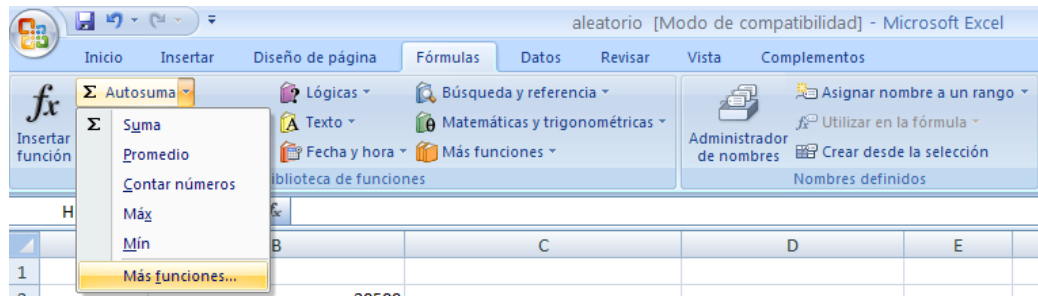 aleatorio [Modo de compatibilidad] - Microsoft Excel
Inicio Insertar Diseño de página Fórmulas Datos Revisar Vista Complementos
fx Insertar función
Σ Autosuma
Σ Suma
Promedio
Contar números
Máx
Mín
Más funciones...
Lógicas
Texto
Fecha y hora
Búsqueda y referencia
Matemáticas y trigonométricas
Más funciones
iblioteca de funciones
Administrador de nombres
Asignar nombre a un rango
Utilizar en la fórmula
Crear desde la selección
Nombres definidos
H fx
B C D E
1